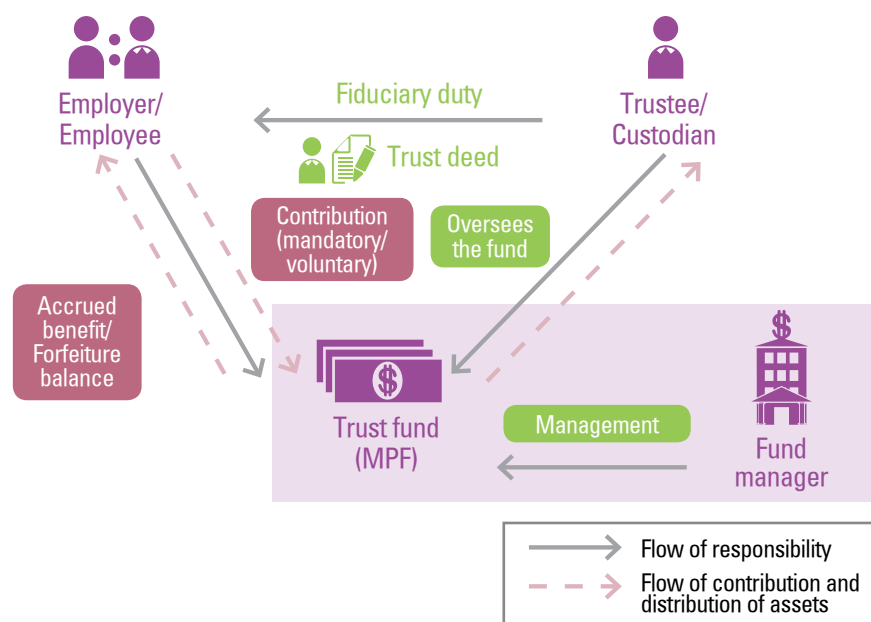 Employer/
Employee
Fiduciary duty
Trust deed
Trustee/
Custodian
Contribution
(mandatory/
voluntary)
Oversees
the fund
Accrued
benefit/
Forfeiture
balance
$
Trust fund
(MPF)
Management
$
Fund
manager
Flow of responsibility
Flow of contribution and
distribution of assets